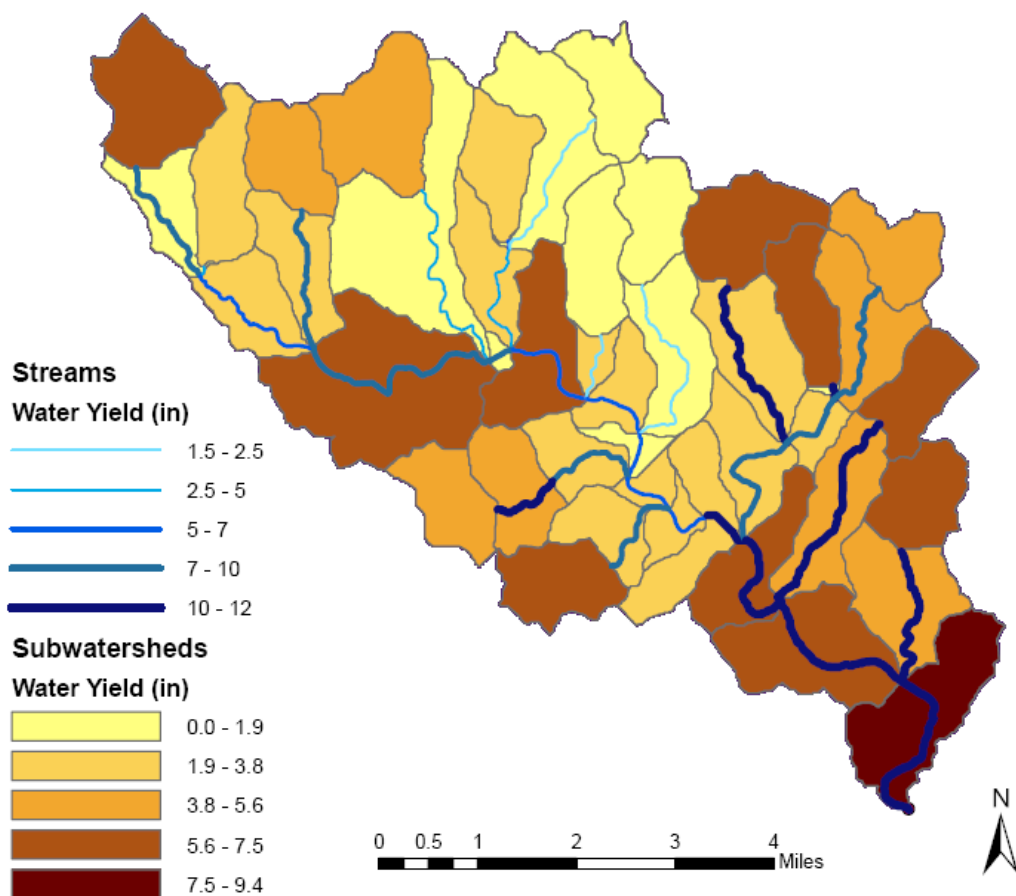 Streams
Water Yield (in)
1.5 - 2.5
2.5 - 5
5 - 7
7 - 10
10 - 12
Subwatersheds
Water Yield (in)
0.0 - 1.9
1.9 - 3.8
3.8 - 5.6
5.6 - 7.5
7.5 - 9.4
0 0.5 1 2 3 4
Miles
N